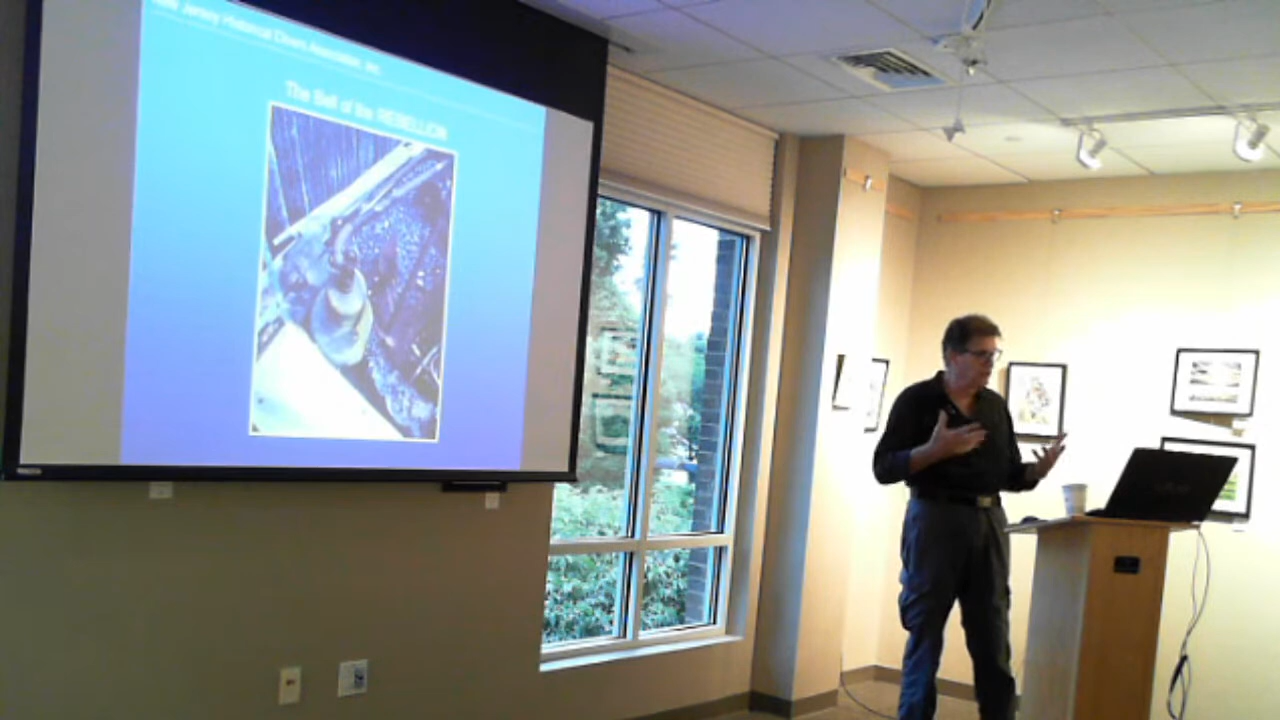 New Jersey Historical Divers Association, Inc.
The Bell of the REBELLION